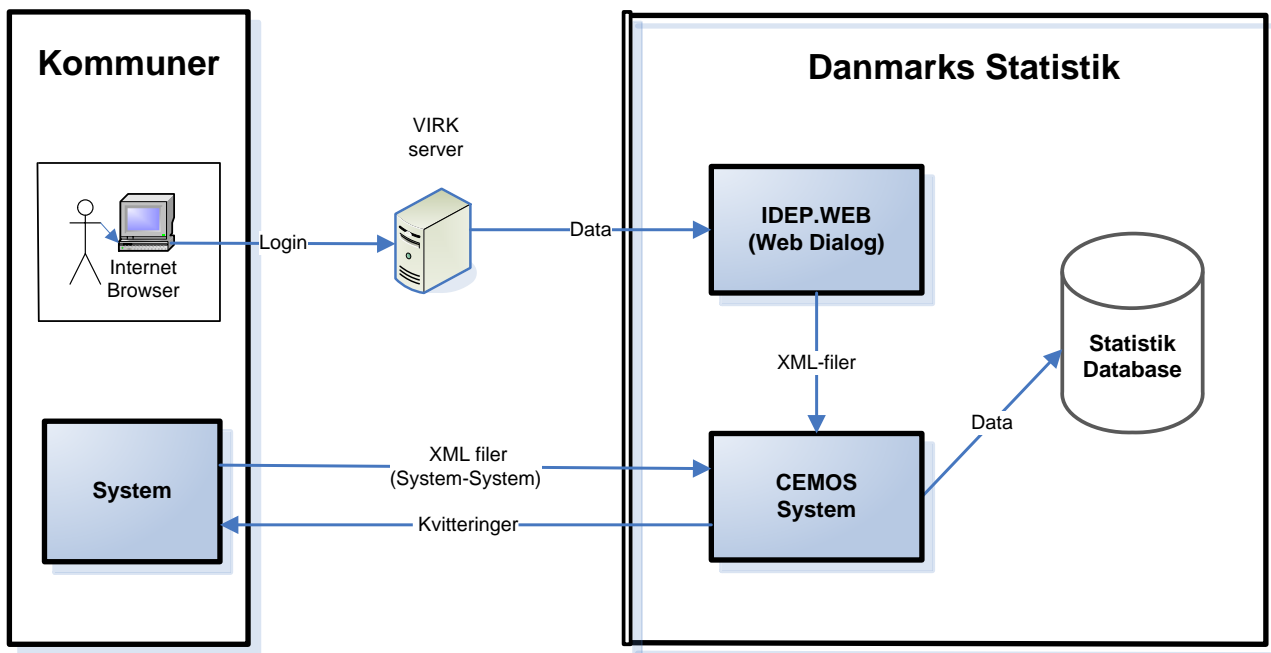 Kommuner
Danmarks Statistik
VIRK
server
Internet
Browser
Login
Data
IDEP.WEB
(Web Dialog)
XML-filer
Statistik
Database
Data
System
XML filer
(System-System)
Kvitteringer
CEMOS
System